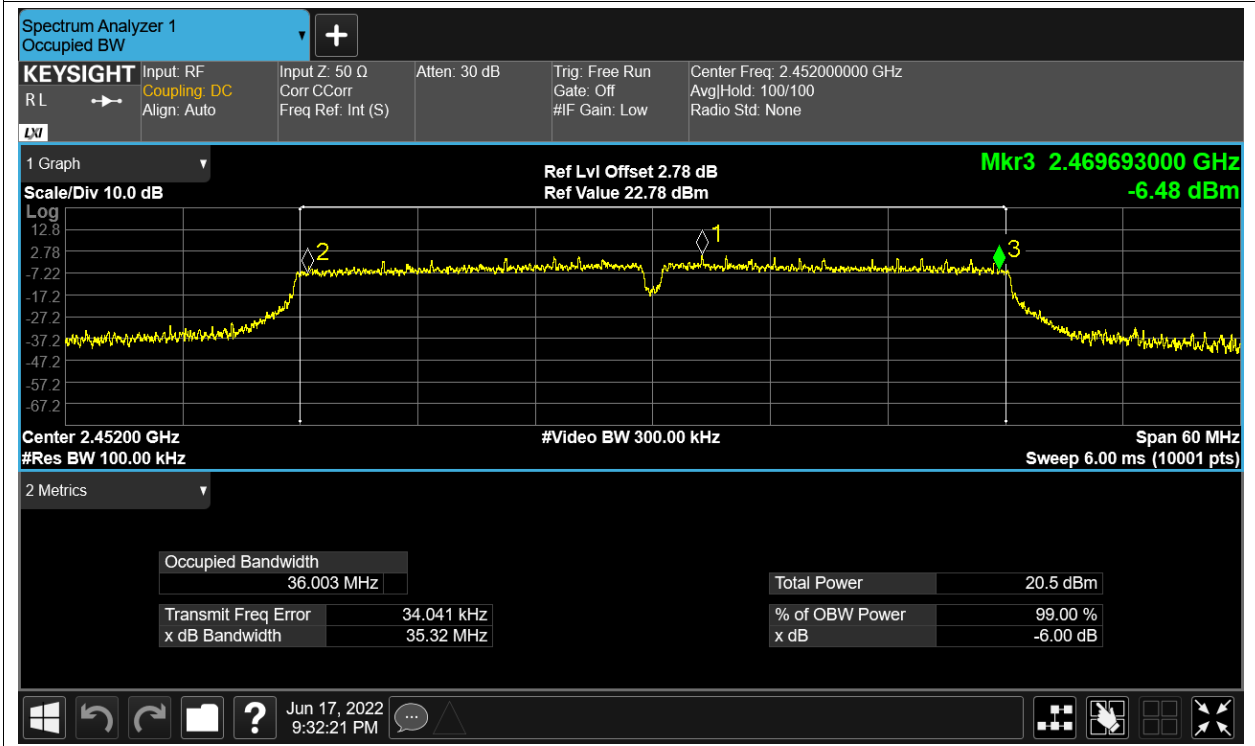 Spectrum Analyzer 1
Occupied BW
+
KEYSIGHT
R L
LXI
Input: RF
Coupling: DC
Align: Auto
Input Z: 50 Ω
Corr CCorr
Freq Ref: Int (S)
Atten: 30 dB
Trig: Free Run
Gate: Off
#IF Gain: Low
Center Freq: 2.452000000 GHz
Avg|Hold: 100/100
Radio Std: None
1 Graph
Scale/Div 10.0 dB
Ref Lvl Offset 2.78 dB
Ref Value 22.78 dBm
Mkr3 2.469693000 GHz
-6.48 dBm
Log
12.8
2.78
-7.22
-17.2
-27.2
-37.2
-47.2
-57.2
-67.2
2
1
3
Center 2.45200 GHz
#Video BW 300.00 kHz
Span 60 MHz
#Res BW 100.00 kHz
Sweep 6.00 ms (10001 pts)
2 Metrics
Occupied Bandwidth
36.003 MHz
Total Power 20.5 dBm
Transmit Freq Error 34.041 kHz
% of OBW Power 99.00 %
x dB Bandwidth 35.32 MHz
x dB -6.00 dB
?
Jun 17, 2022
9:32:21 PM